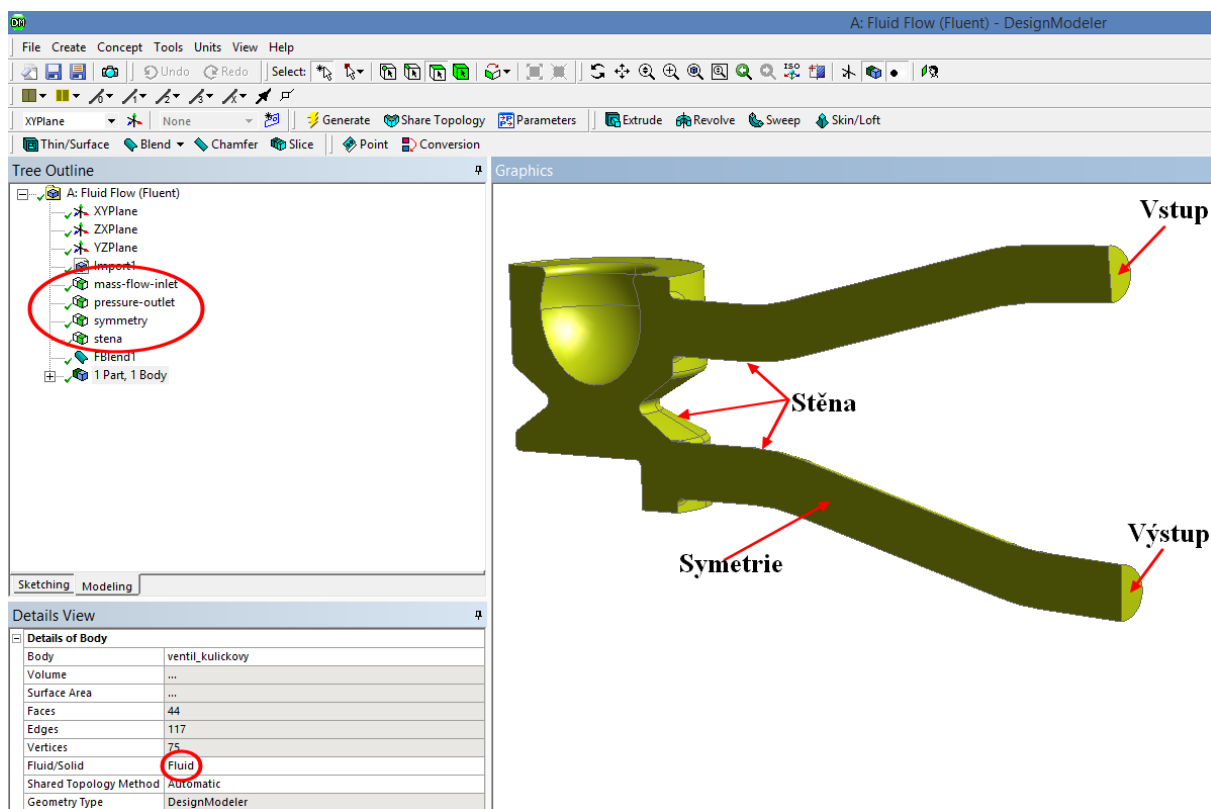 DM
A: Fluid Flow (Fluent) - DesignModeler
File Create Concept Tools Units View Help
Undo Redo Select: ISO
XYPlane None Generate Share Topology Parameters Extrude Revolve Sweep Skin/Loft
Thin/Surface Blend Chamfer Slice Point Conversion
Tree Outline
A: Fluid Flow (Fluent)
XYPlane
ZXPlane
YZPlane
Import1
mass-flow-inlet
pressure-outlet
symmetry
stena
FBlend1
1 Part, 1 Body
Sketching Modeling
Graphics
Vstup
Stěna
Symetrie
Výstup
Details View
Details of Body
Body ventil_kulickovy
Volume ...
Surface Area ...
Faces 44
Edges 117
Vertices 75
Fluid/Solid Fluid
Shared Topology Method Automatic
Geometry Type DesignModeler